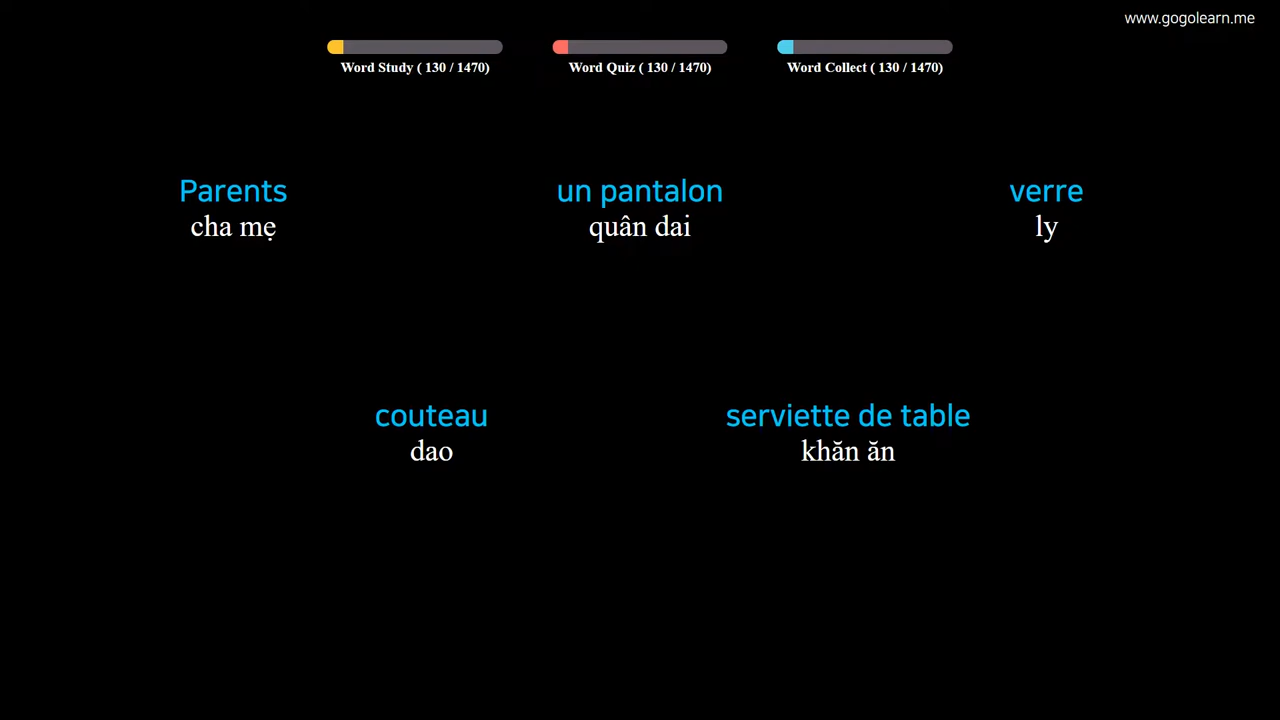 www.gogolearn.me
Word Study ( 130 / 1470)
Word Quiz ( 130 / 1470)
Word Collect ( 130 / 1470)
Parents
cha mẹ
un pantalon
quân dai
verre
ly
couteau
dao
serviette de table
khăn ăn